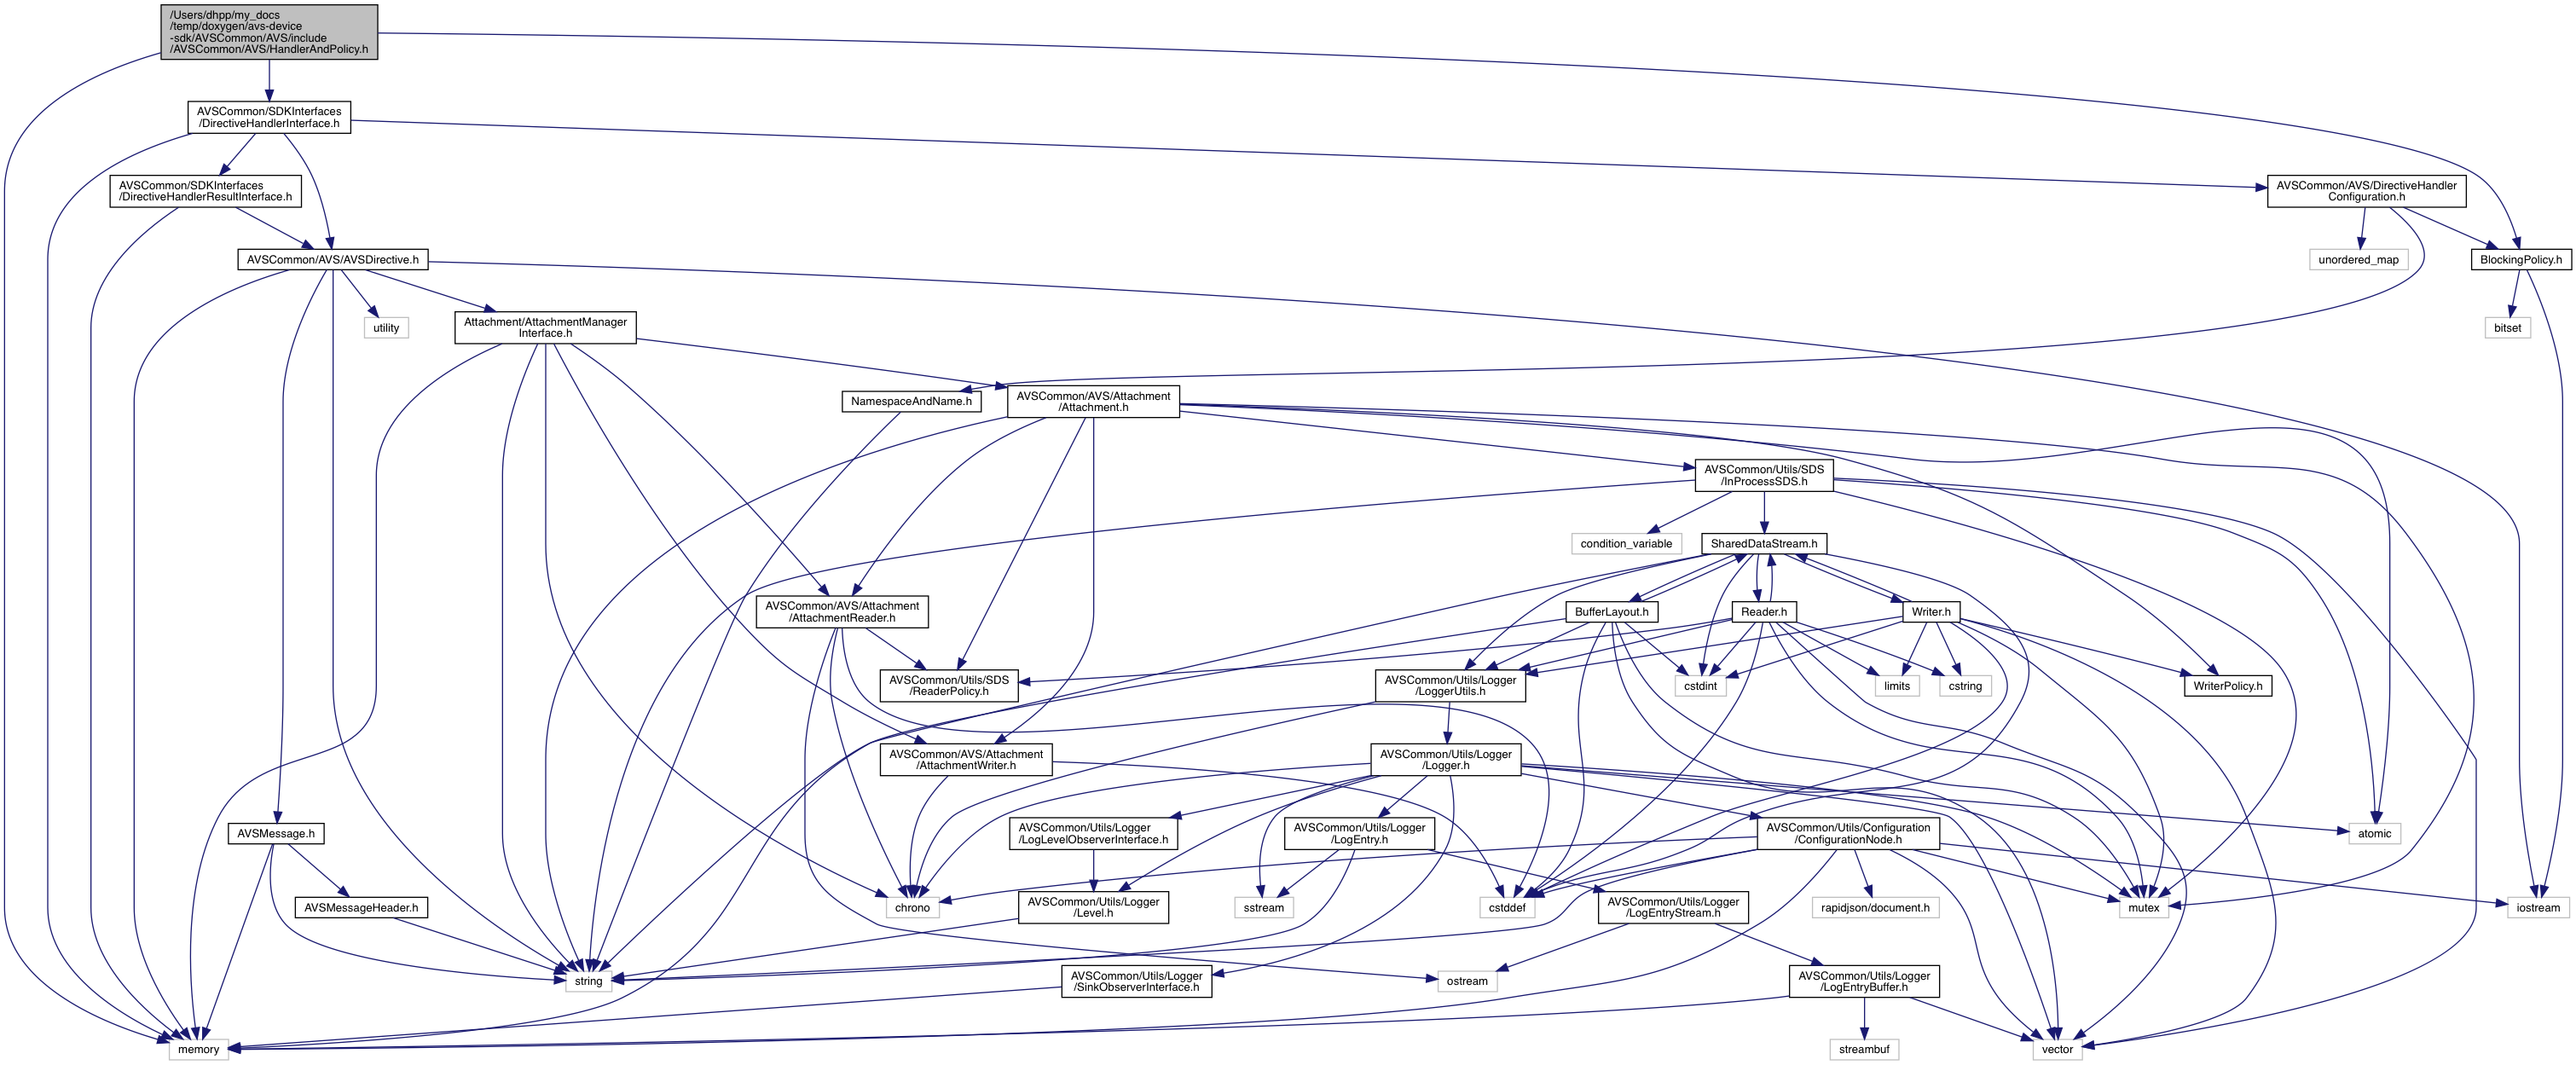 /Users/dhpp/my_docs
/temp/doxygen/avs-device
-sdk/AVSCommon/AVS/include
/AVSCommon/AVS/HandlerAndPolicy.h
AVSCommon/SDKInterfaces
/DirectiveHandlerInterface.h
AVSCommon/SDKInterfaces
/DirectiveHandlerResultInterface.h
AVSCommon/AVS/DirectiveHandler
Configuration.h
AVSCommon/AVS/AVSDirective.h
unordered_map
BlockingPolicy.h
utility
Attachment/AttachmentManager
Interface.h
bitset
NamespaceAndName.h
AVSCommon/AVS/Attachment
/Attachment.h
AVSCommon/Utils/SDS
/InProcessSDS.h
condition_variable
SharedDataStream.h
AVSCommon/AVS/Attachment
/AttachmentReader.h
BufferLayout.h
Reader.h
Writer.h
AVSCommon/Utils/SDS
/ReaderPolicy.h
AVSCommon/Utils/Logger
/LoggerUtils.h
cstdint
limits
cstring
WriterPolicy.h
AVSCommon/AVS/Attachment
/AttachmentWriter.h
AVSCommon/Utils/Logger
/Logger.h
AVSMessage.h
AVSCommon/Utils/Logger
/LogLevelObserverInterface.h
AVSCommon/Utils/Logger
/LogEntry.h
AVSCommon/Utils/Configuration
/ConfigurationNode.h
atomic
AVSMessageHeader.h
chrono
AVSCommon/Utils/Logger
/Level.h
sstream
cstddef
AVSCommon/Utils/Logger
/LogEntryStream.h
rapidjson/document.h
mutex
iostream
string
AVSCommon/Utils/Logger
/SinkObserverInterface.h
ostream
AVSCommon/Utils/Logger
/LogEntryBuffer.h
memory
streambuf
vector